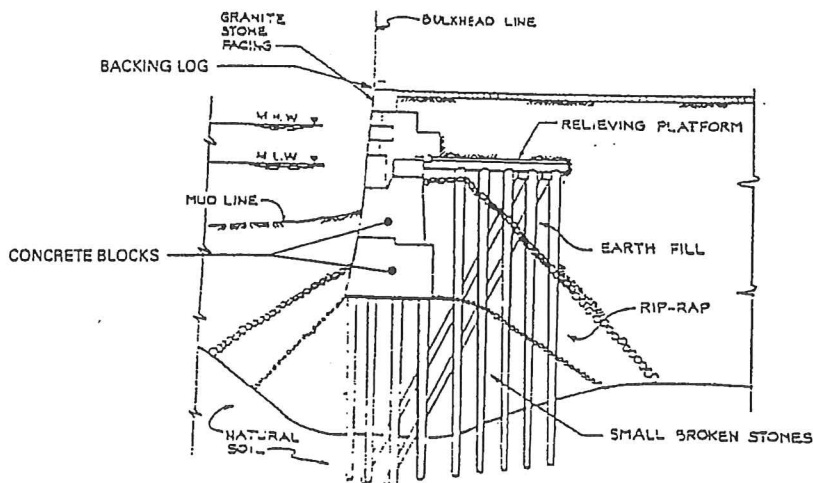 GRANITE
STONE
FACING
BULKHEAD LINE
BACKING LOG
M.H.W
RELIEVING PLATFORM
M.L.W
MUD LINE
EARTH FILL
CONCRETE BLOCKS
RIP-RAP
NATURAL
SOIL
SMALL BROKEN STONES